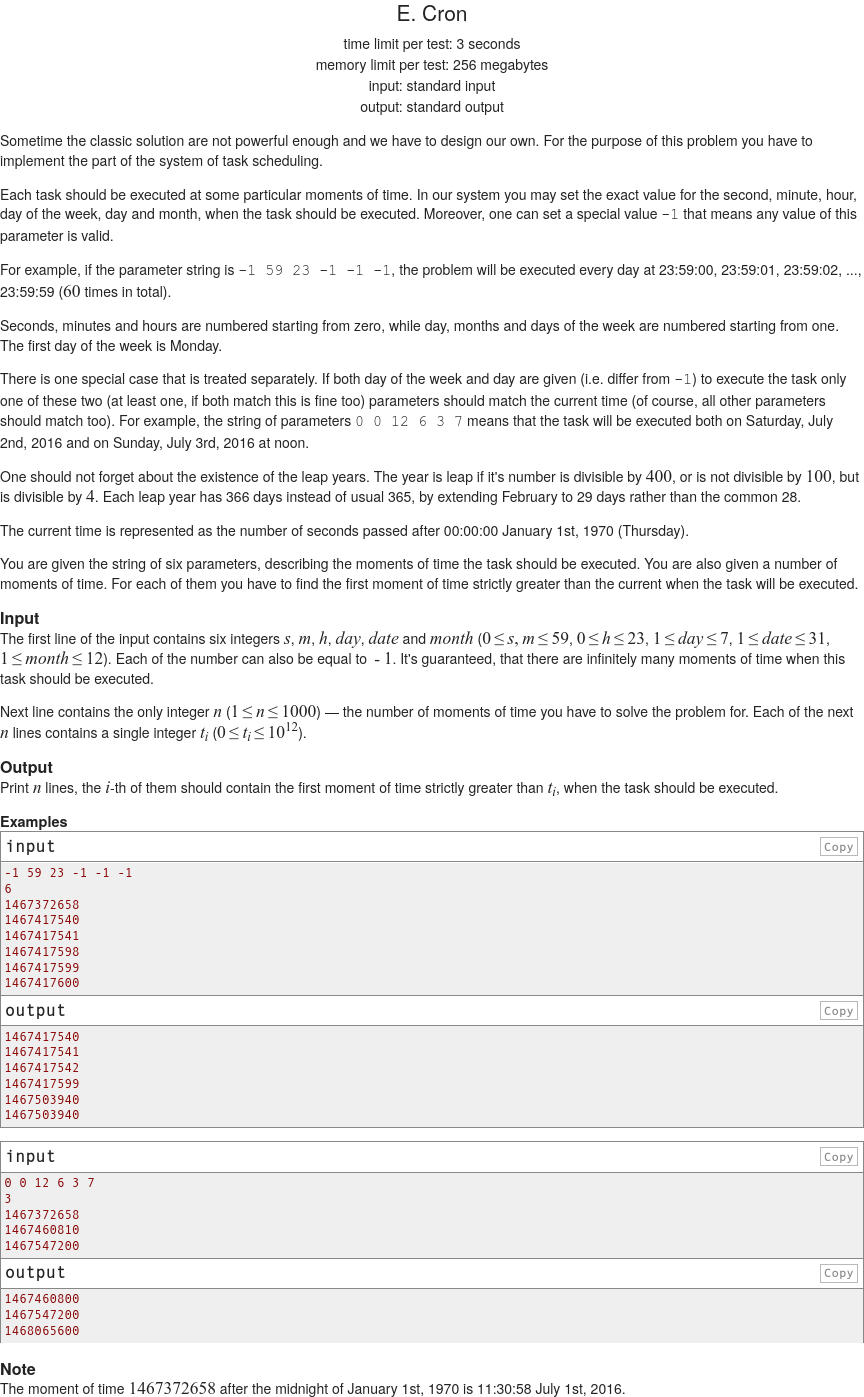 E. Cron
time limit per test: 3 seconds
memory limit per test: 256 megabytes
input: standard input
output: standard output
Sometime the classic solution are not powerful enough and we have to design our own. For the purpose of this problem you have to
implement the part of the system of task scheduling.
Each task should be executed at some particular moments of time. In our system you may set the exact value for the second, minute, hour,
day of the week, day and month, when the task should be executed. Moreover, one can set a special value -1 that means any value of this
parameter is valid.
For example, if the parameter string is -1 59 23 -1 -1 -1, the problem will be executed every day at 23:59:00, 23:59:01, 23:59:02, ...,
23:59:59 (60 times in total).
Seconds, minutes and hours are numbered starting from zero, while day, months and days of the week are numbered starting from one.
The first day of the week is Monday.
There is one special case that is treated separately. If both day of the week and day are given (i.e. differ from -1) to execute the task only
one of these two (at least one, if both match this is fine too) parameters should match the current time (of course, all other parameters
should match too). For example, the string of parameters 0 0 12 6 3 7 means that the task will be executed both on Saturday, July
2nd, 2016 and on Sunday, July 3rd, 2016 at noon.
One should not forget about the existence of the leap years. The year is leap if it's number is divisible by 400, or is not divisible by 100, but
is divisible by 4. Each leap year has 366 days instead of usual 365, by extending February to 29 days rather than the common 28.
The current time is represented as the number of seconds passed after 00:00:00 January 1st, 1970 (Thursday).
You are given the string of six parameters, describing the moments of time the task should be executed. You are also given a number of
moments of time. For each of them you have to find the first moment of time strictly greater than the current when the task will be executed.
Input
The first line of the input contains six integers s, m, h, day, date and month (0 ≤ s, m ≤ 59, 0 ≤ h ≤ 23, 1 ≤ day ≤ 7, 1 ≤ date ≤ 31,
1 ≤ month ≤ 12). Each of the number can also be equal to  - 1. It's guaranteed, that there are infinitely many moments of time when this
task should be executed.
Next line contains the only integer n (1 ≤ n ≤ 1000) — the number of moments of time you have to solve the problem for. Each of the next
n lines contains a single integer tᵢ (0 ≤ tᵢ ≤ 10¹²).
Output
Print n lines, the i-th of them should contain the first moment of time strictly greater than tᵢ, when the task should be executed.
Examples
input Copy
-1 59 23 -1 -1 -1
6
1467372658
1467417540
1467417541
1467417598
1467417599
1467417600
output Copy
1467417540
1467417541
1467417542
1467417599
1467503940
1467503940
input Copy
0 0 12 6 3 7
3
1467372658
1467460810
1467547200
output Copy
1467460800
1467547200
1468065600
Note
The moment of time 1467372658 after the midnight of January 1st, 1970 is 11:30:58 July 1st, 2016.